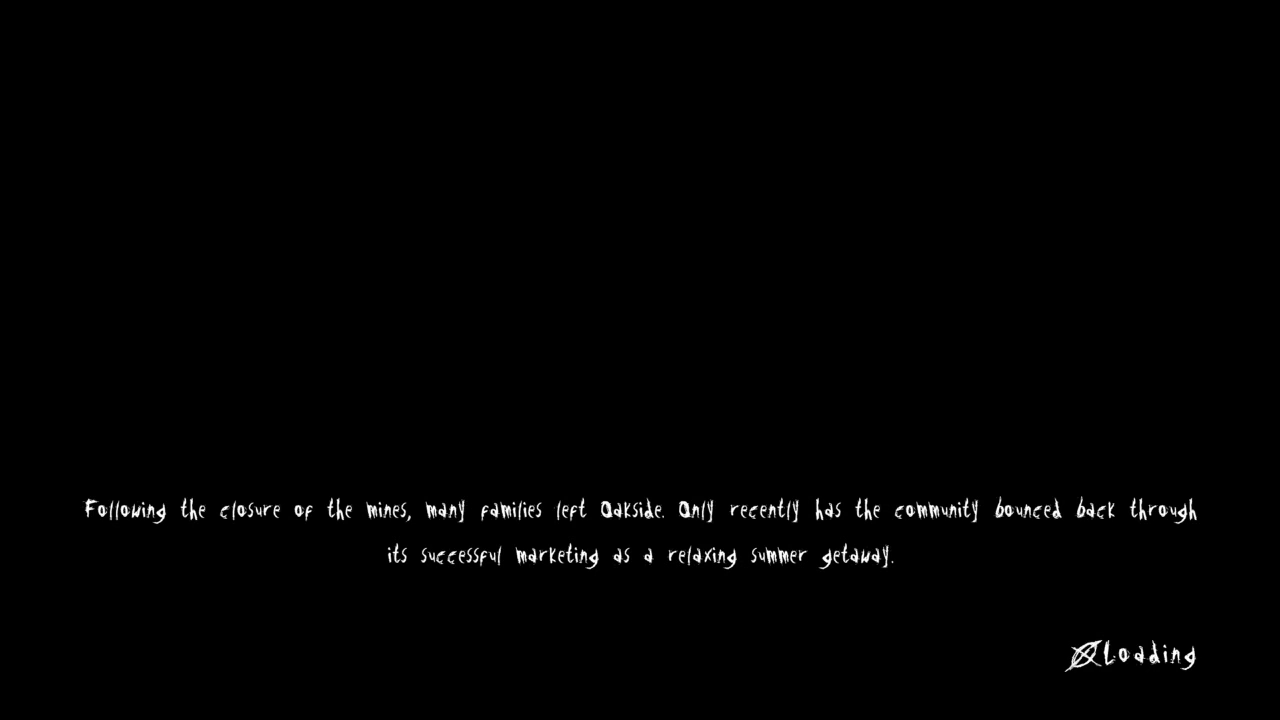 Following the closure of the mines, many families left Oakside. Only recently has the community bounced back through
its successful marketing as a relaxing summer getaway.
Loading